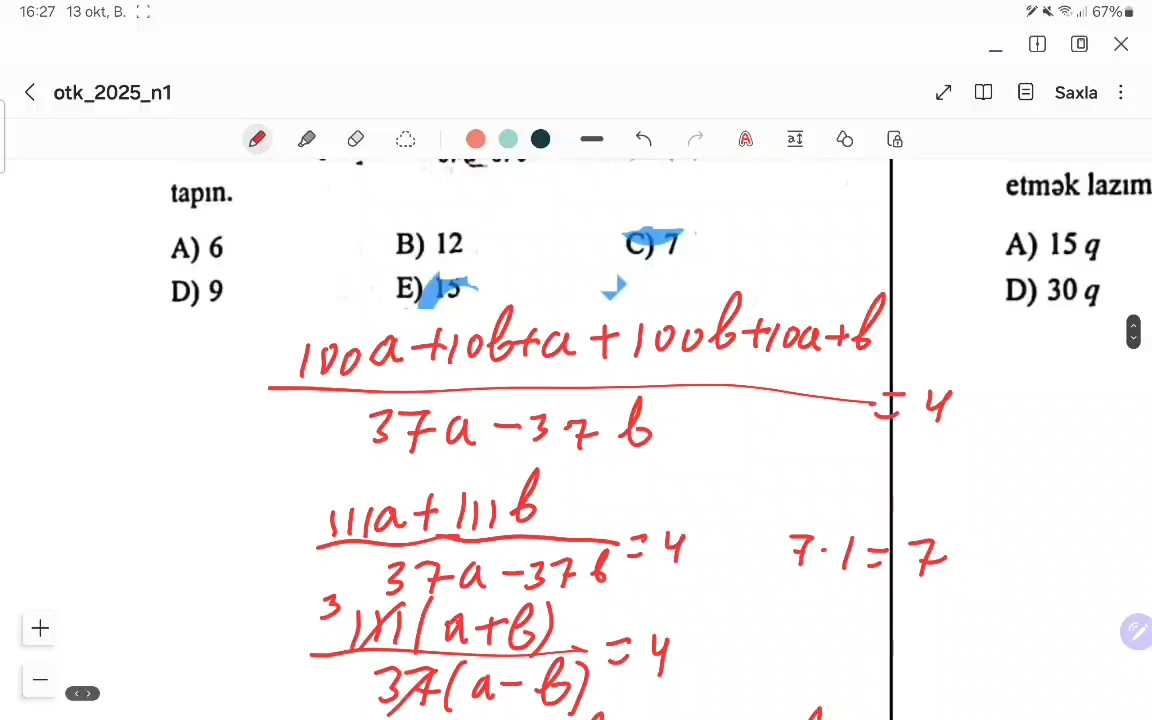 16:27 13 okt, B. 67%
otk_2025_n1 Saxla
tapın.
A) 6 B) 12 C) 7
D) 9 E) 15
etmək lazım
A) 15 q
D) 30 q
100a+10b+a+100b+10a+b
37a-37b
=4
111a+111b
37a-37b
=4
7·1=7
3
111(a+b)
37(a-b)
=4